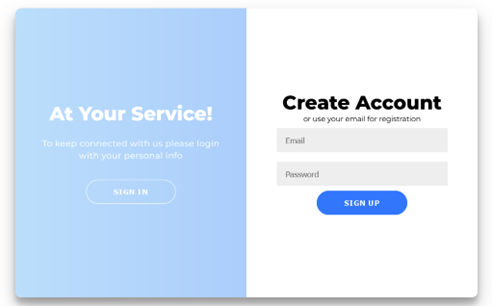 At Your Service!
To keep connected with us please login
with your personal info
SIGN IN
Create Account
or use your email for registration
Email
Password
SIGN UP